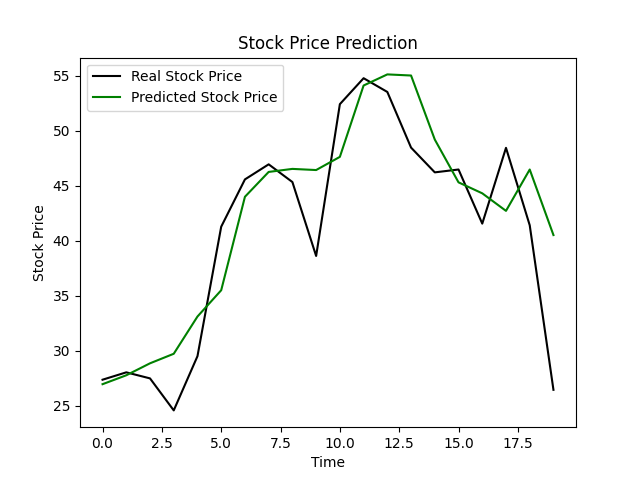 Stock Price Prediction
Real Stock Price
Predicted Stock Price
55
50
45
40
35
30
25
Stock Price
0.0 2.5 5.0 7.5 10.0 12.5 15.0 17.5
Time